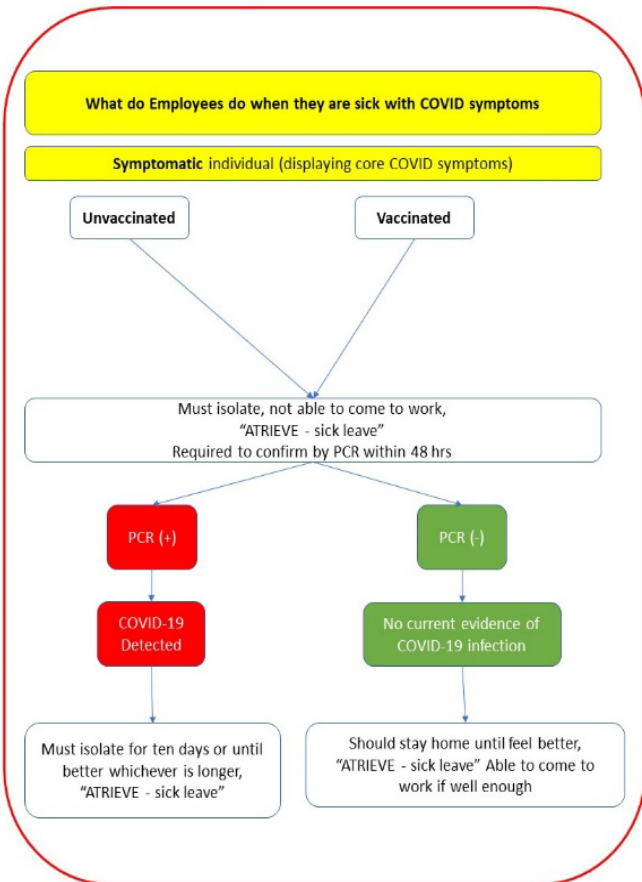 What do Employees do when they are sick with COVID symptoms
Symptomatic individual (displaying core COVID symptoms)
Unvaccinated
Vaccinated
Must isolate, not able to come to work,
“ATRIEVE - sick leave”
Required to confirm by PCR within 48 hrs
PCR (+)
PCR (-)
COVID-19
Detected
No current evidence of
COVID-19 infection
Must isolate for ten days or until
better whichever is longer,
“ATRIEVE - sick leave”
Should stay home until feel better,
“ATRIEVE - sick leave” Able to come to
work if well enough